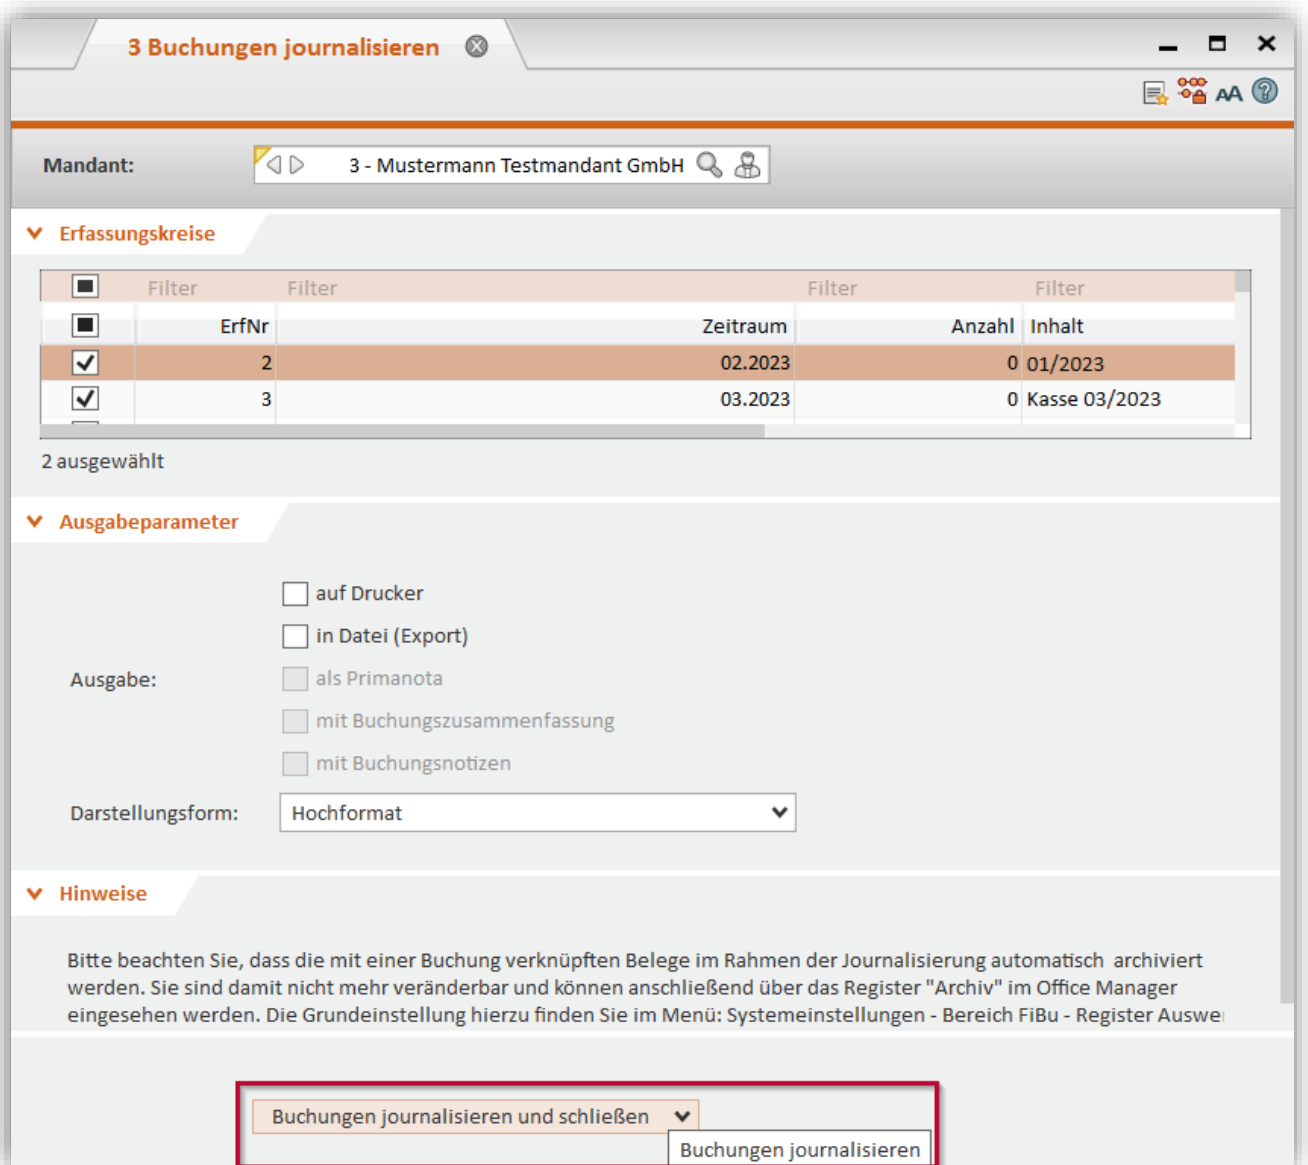 3 Buchungen journalisieren
AA
Mandant: 3 - Mustermann Testmandant GmbH
Erfassungskreise
Filter Filter Filter Filter
ErfNr Zeitraum Anzahl Inhalt
2 02.2023 0 01/2023
3 03.2023 0 Kasse 03/2023
2 ausgewählt
Ausgabeparameter
auf Drucker
in Datei (Export)
Ausgabe: als Primanota
mit Buchungszusammenfassung
mit Buchungsnotizen
Darstellungsform: Hochformat
Hinweise
Bitte beachten Sie, dass die mit einer Buchung verknüpften Belege im Rahmen der Journalisierung automatisch archiviert
werden. Sie sind damit nicht mehr veränderbar und können anschließend über das Register "Archiv" im Office Manager
eingesehen werden. Die Grundeinstellung hierzu finden Sie im Menü: Systemeinstellungen - Bereich FiBu - Register
Buchungen journalisieren und schließen
Buchungen journalisieren